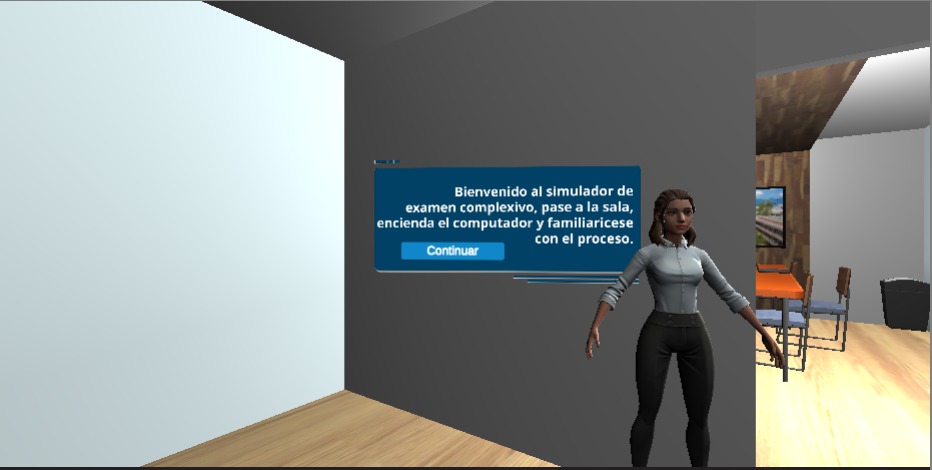 Bienvenido al simulador de
examen complexivo, pase a la sala,
encienda el computador y familiaricese
con el proceso.
Continuar